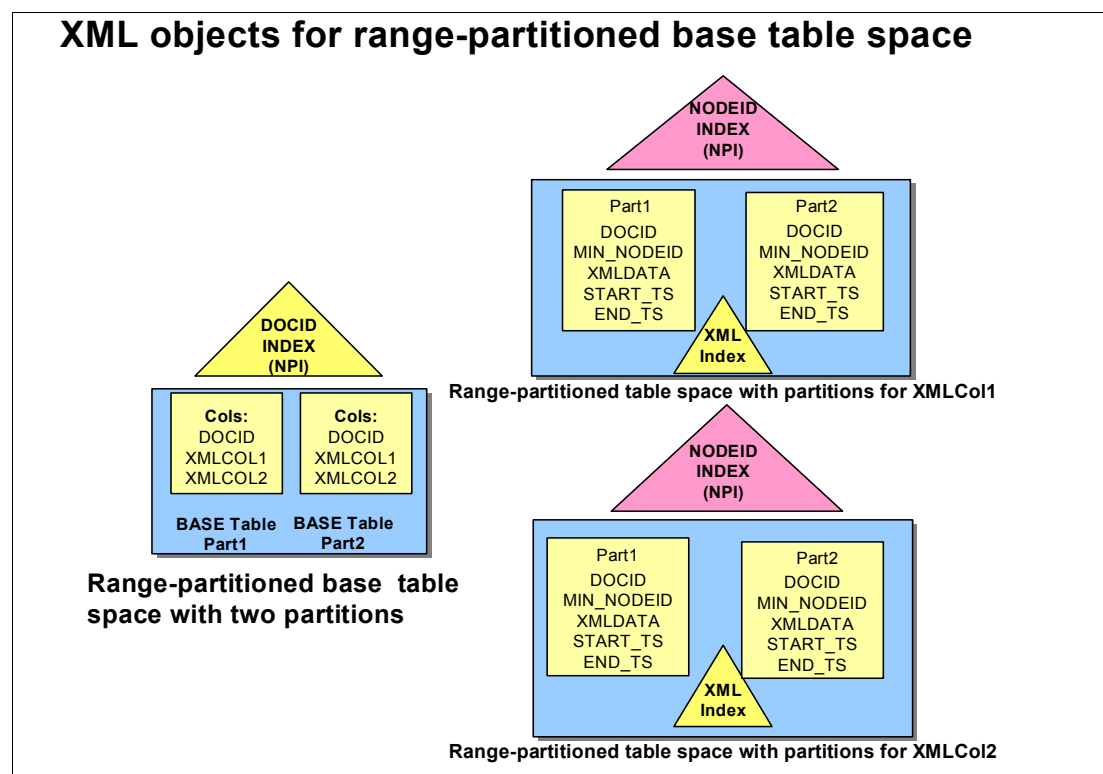 XML objects for range-partitioned base table space
NODEID
INDEX
(NPI)
Part1
DOCID
MIN_NODEID
XMLDATA
START_TS
END_TS
Part2
DOCID
MIN_NODEID
XMLDATA
START_TS
END_TS
XML
Index
Range-partitioned table space with partitions for XMLCol1
DOCID
INDEX
(NPI)
Cols:
DOCID
XMLCOL1
XMLCOL2
Cols:
DOCID
XMLCOL1
XMLCOL2
BASE Table
Part1
BASE Table
Part2
Range-partitioned base table
space with two partitions
NODEID
INDEX
(NPI)
Part1
DOCID
MIN_NODEID
XMLDATA
START_TS
END_TS
Part2
DOCID
MIN_NODEID
XMLDATA
START_TS
END_TS
XML
Index
Range-partitioned table space with partitions for XMLCol2